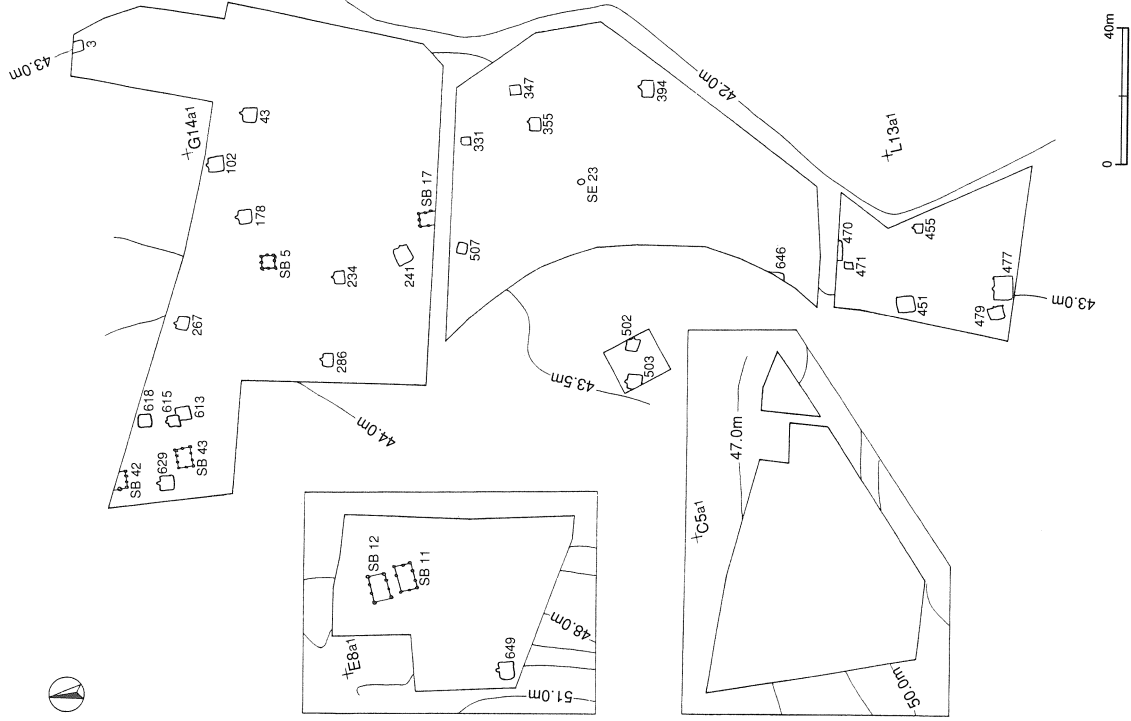 43.0m
3
G14a1
43
102
178
SB 5
234
241
SB 17
267
286
618
615
613
SB 42
629
SB 43
44.0m
347
394
331
355
SE 23
507
646
42.0m
L13a1
40m
0
470
471
455
451
477
479
43.0m
502
503
43.5m
SB 12
SB 11
E8a1
649
48.0m
51.0m
47.0m
C5a1
50.0m